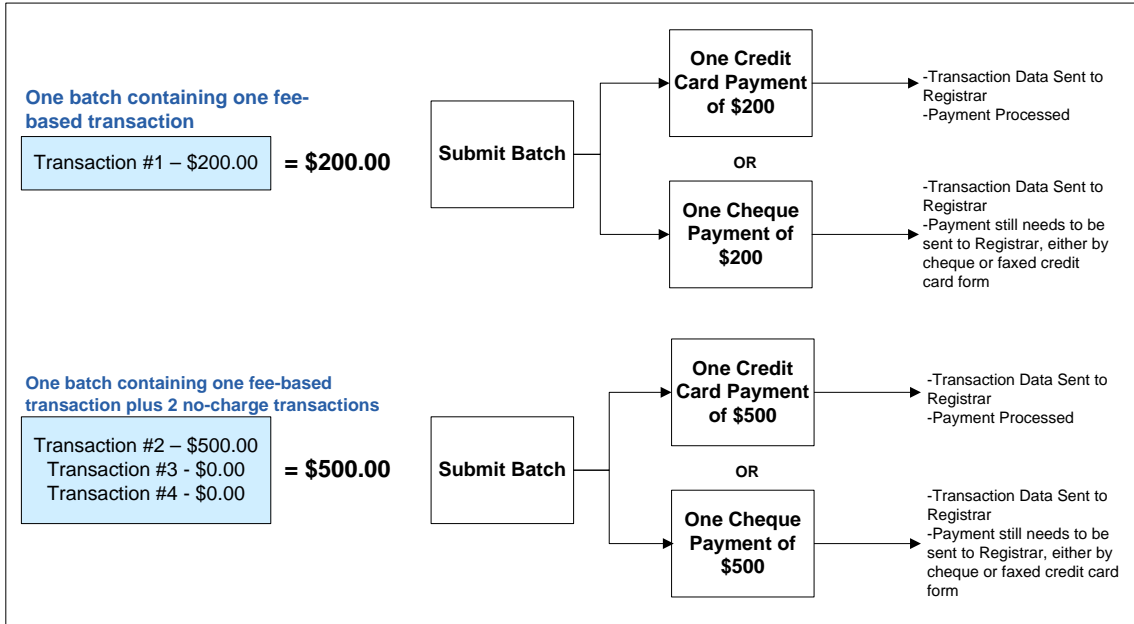 One batch containing one fee-
based transaction
Transaction #1 – $200.00
= $200.00
Submit Batch
One Credit
Card Payment
of $200
-Transaction Data Sent to
Registrar
-Payment Processed
OR
One Cheque
Payment of
$200
-Transaction Data Sent to
Registrar
-Payment still needs to be
sent to Registrar, either by
cheque or faxed credit
card form
One batch containing one fee-based
transaction plus 2 no-charge transactions
Transaction #2 – $500.00
Transaction #3 - $0.00
Transaction #4 - $0.00
= $500.00
Submit Batch
One Credit
Card Payment
of $500
-Transaction Data Sent to
Registrar
-Payment Processed
OR
One Cheque
Payment of
$500
-Transaction Data Sent to
Registrar
-Payment still needs to be
sent to Registrar, either by
cheque or faxed credit card
form